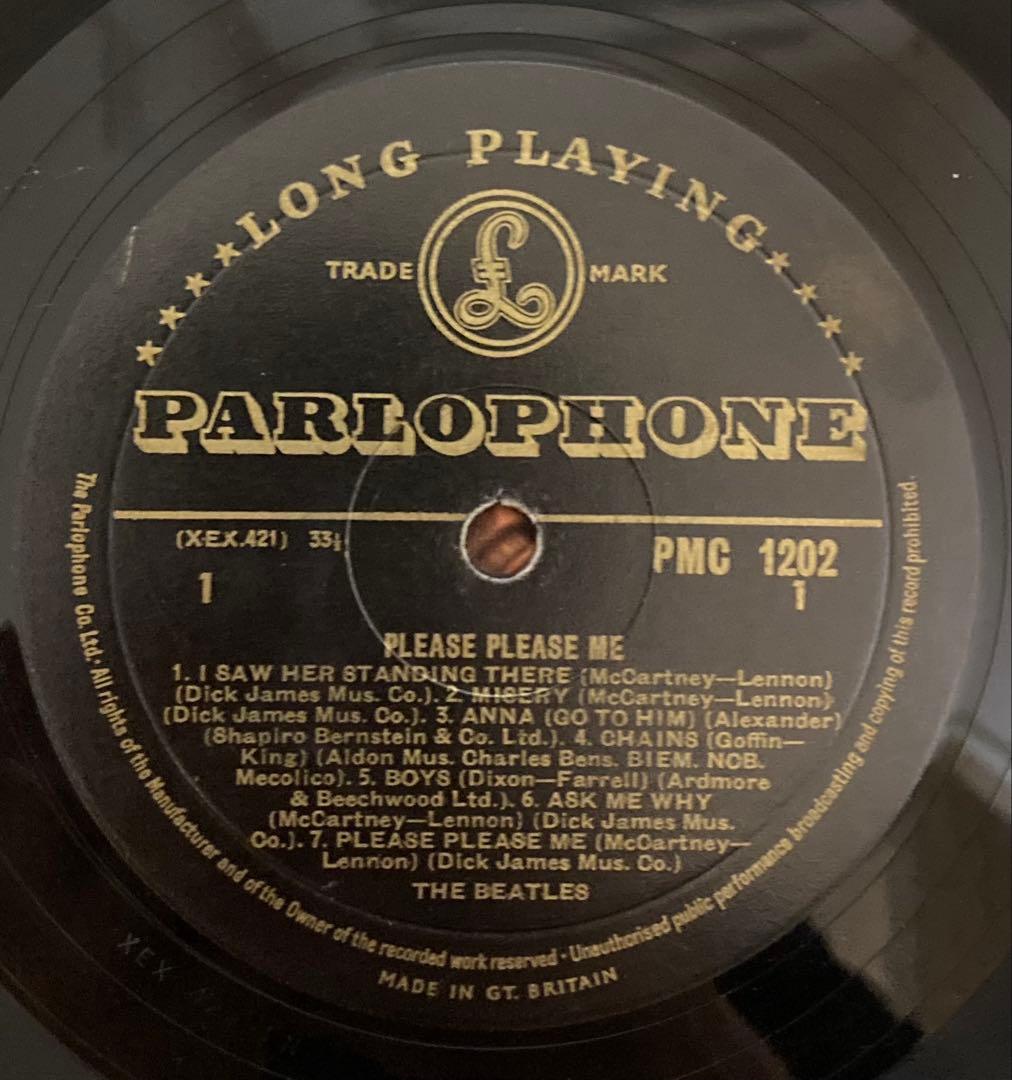 ★★★★ LONG PLAYING ★★★★
TRADE £ MARK
PARLOPHONE
(XEX.421) 33⅓
PMC 1202
1
1
PLEASE PLEASE ME
1. I SAW HER STANDING THERE (McCartney—Lennon)
(Dick James Mus. Co.). 2. MISERY (McCartney—Lennon)
(Dick James Mus. Co.). 3. ANNA (GO TO HIM) (Alexander)
(Shapiro Bernstein & Co. Ltd.). 4. CHAINS (Goffin—
King) (Aldon Mus. Charles Bens. BIEM. NCB.
Mecolico). 5. BOYS (Dixon—Farrell) (Ardmore
& Beechwood Ltd.). 6. ASK ME WHY
(McCartney—Lennon) (Dick James Mus.
Co.). 7. PLEASE PLEASE ME (McCartney—
Lennon) (Dick James Mus. Co.)
THE BEATLES
The Parlophone Co. Ltd. · All rights of the Manufacturer and of the Owner of the recorded work reserved · Unauthorised public performance broadcasting and copying of this record prohibited.
MADE IN GT. BRITAIN
XEX